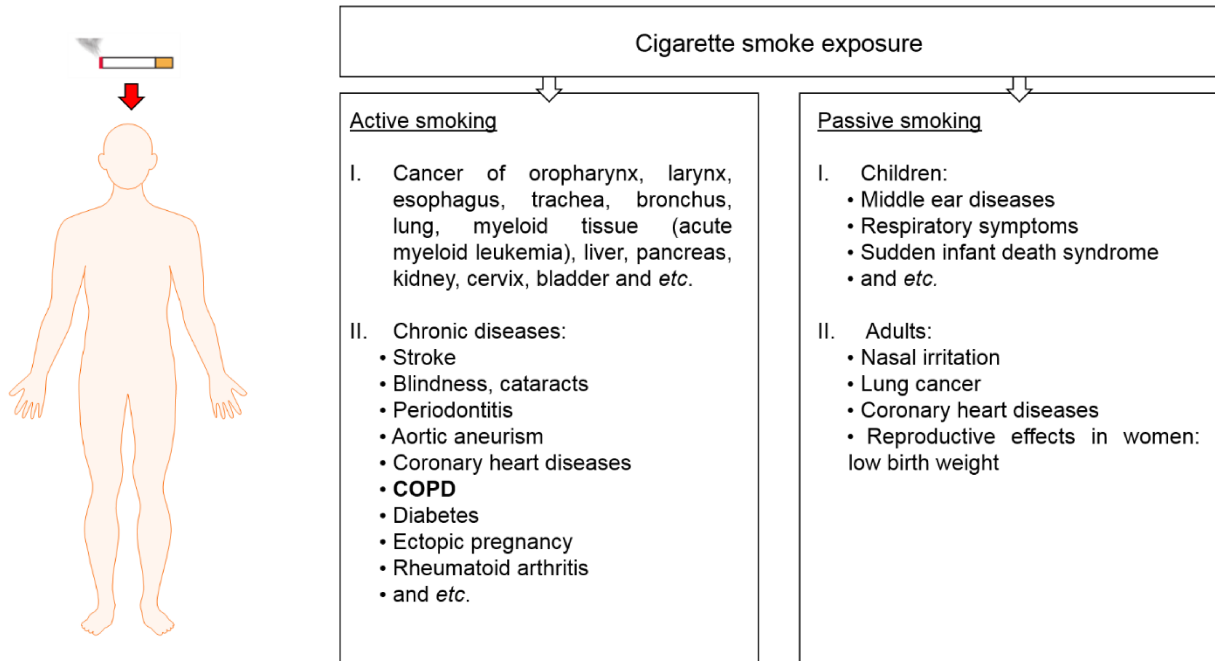 Cigarette smoke exposure
Active smoking
I. Cancer of oropharynx, larynx,
esophagus, trachea, bronchus,
lung, myeloid tissue (acute
myeloid leukemia), liver, pancreas,
kidney, cervix, bladder and etc.
II. Chronic diseases:
• Stroke
• Blindness, cataracts
• Periodontitis
• Aortic aneurism
• Coronary heart diseases
• COPD
• Diabetes
• Ectopic pregnancy
• Rheumatoid arthritis
• and etc.
Passive smoking
I. Children:
• Middle ear diseases
• Respiratory symptoms
• Sudden infant death syndrome
• and etc.
II. Adults:
• Nasal irritation
• Lung cancer
• Coronary heart diseases
• Reproductive effects in women:
low birth weight